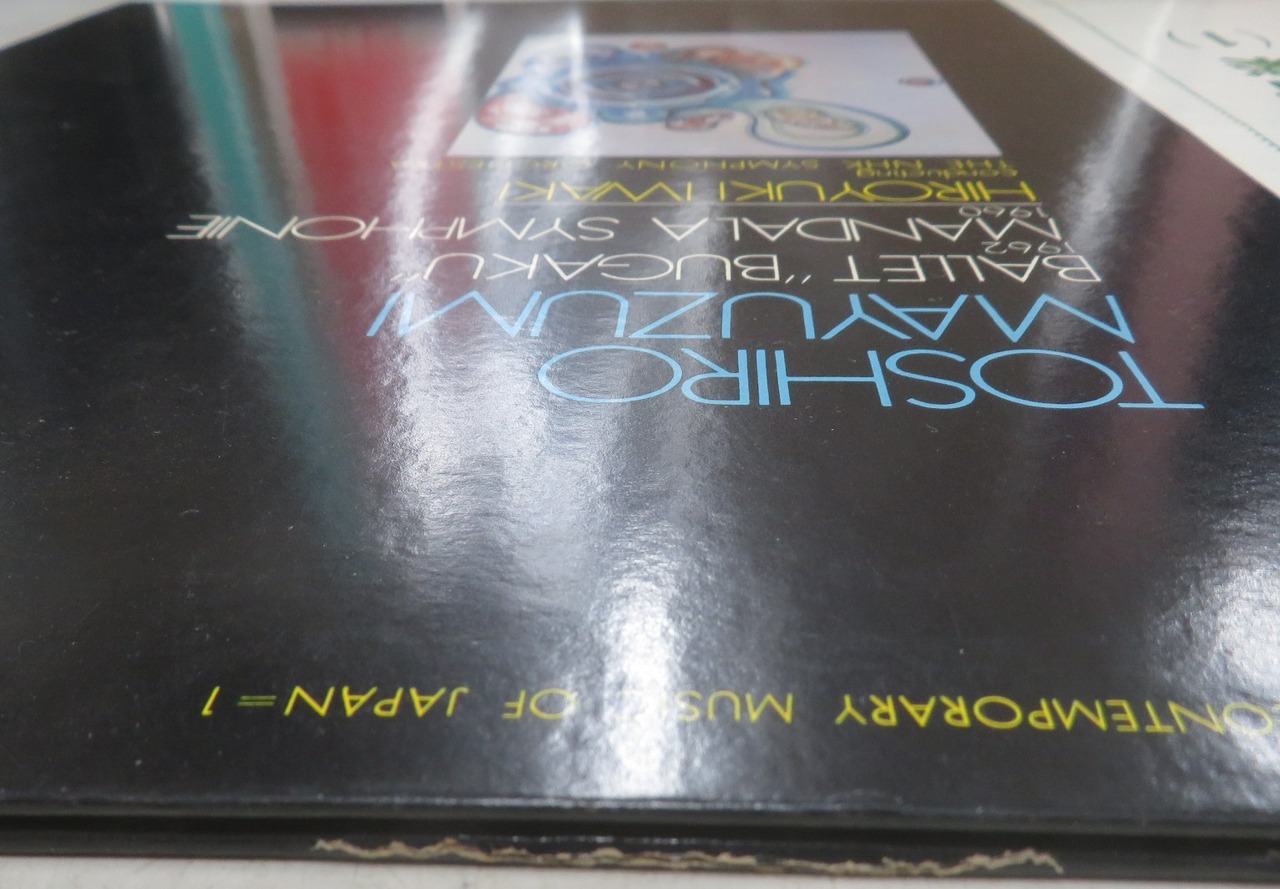 CONTEMPORARY MUSIC OF JAPAN=1
TOSHIRO
MAYUZUMI
BALLET “BUGAKU”
1962
MANDALA SYMPHONIE
1960
HIROYUKI IWAKI
conducting
THE NHK SYMPHONY ORCHESTRA